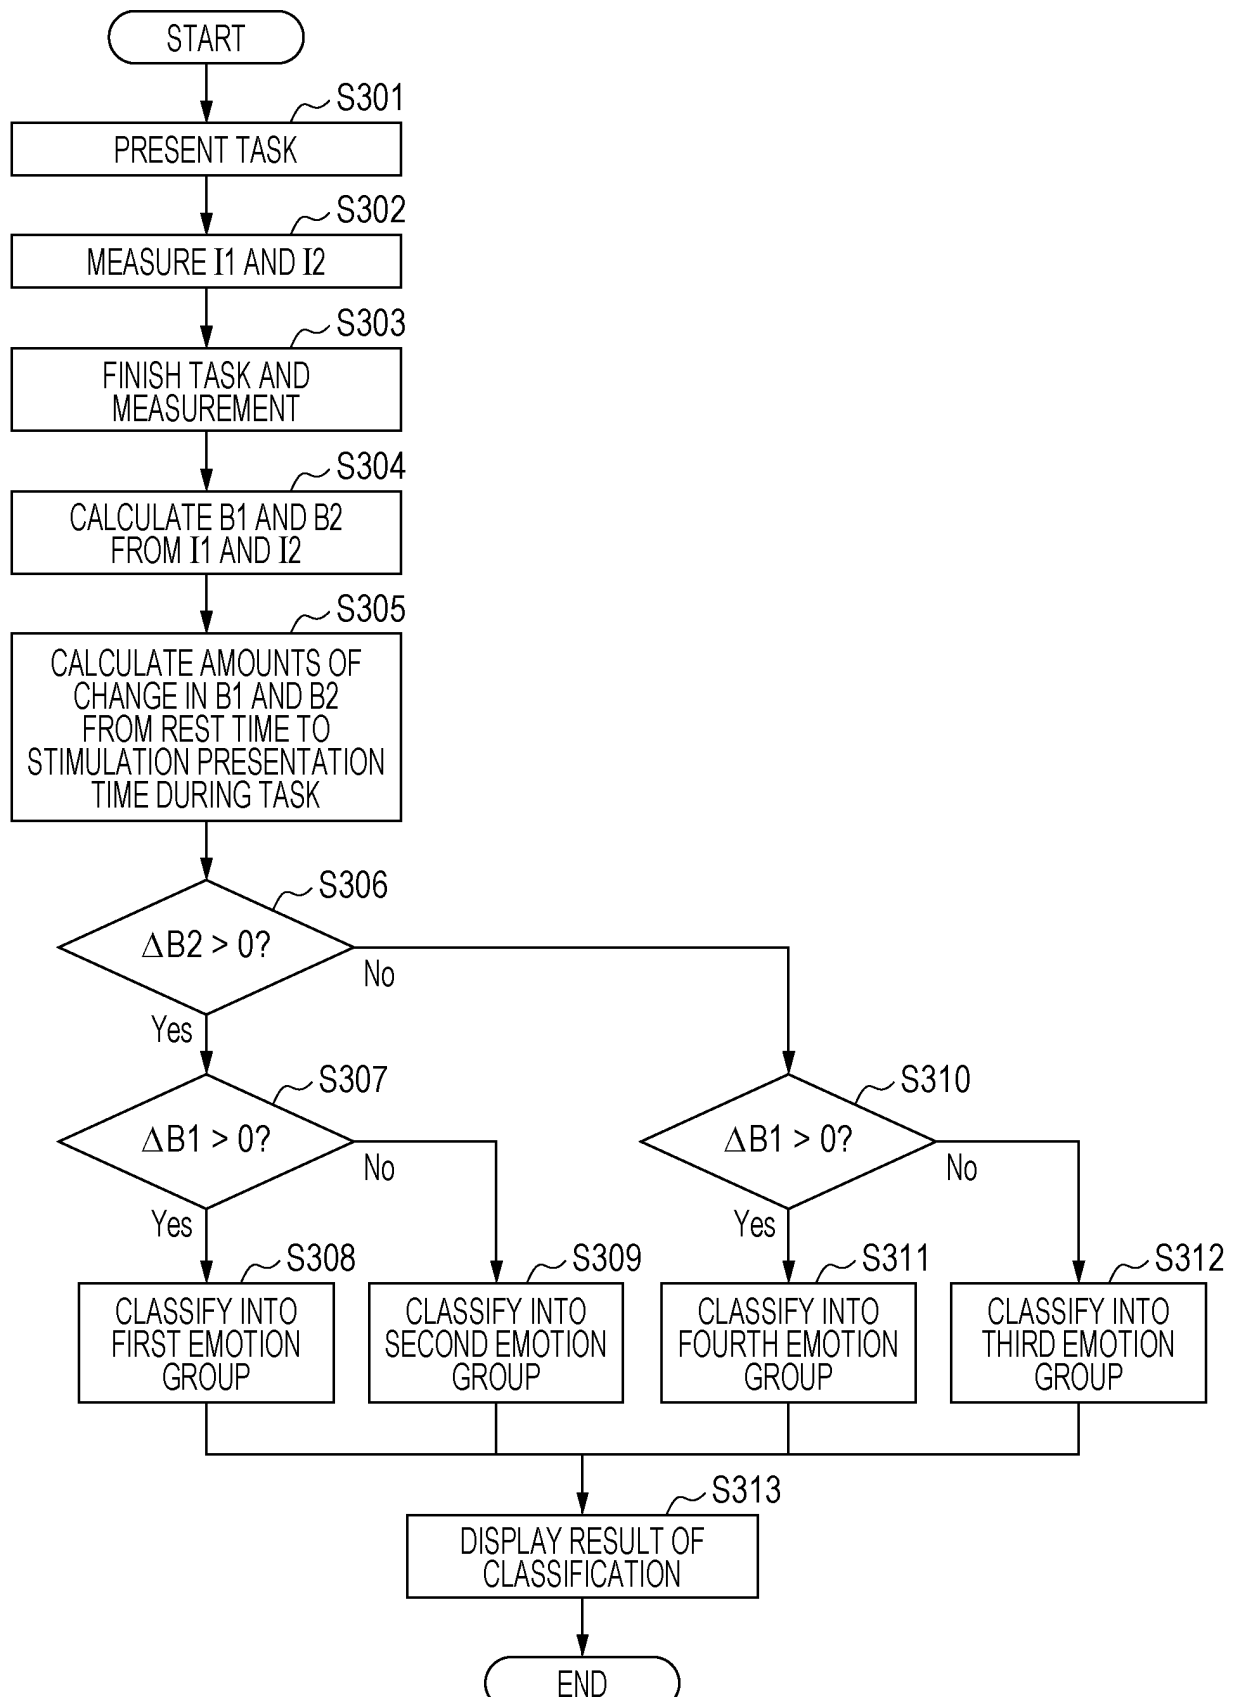 START
S301
PRESENT TASK
S302
MEASURE I1 AND I2
S303
FINISH TASK AND
MEASUREMENT
S304
CALCULATE B1 AND B2
FROM I1 AND I2
S305
CALCULATE AMOUNTS OF
CHANGE IN B1 AND B2
FROM REST TIME TO
STIMULATION PRESENTATION
TIME DURING TASK
S306
ΔB2 > 0?
No
Yes
S307
ΔB1 > 0?
No
Yes
S310
ΔB1 > 0?
No
Yes
S308
CLASSIFY INTO
FIRST EMOTION
GROUP
S309
CLASSIFY INTO
SECOND EMOTION
GROUP
S311
CLASSIFY INTO
FOURTH EMOTION
GROUP
S312
CLASSIFY INTO
THIRD EMOTION
GROUP
S313
DISPLAY RESULT OF
CLASSIFICATION
END